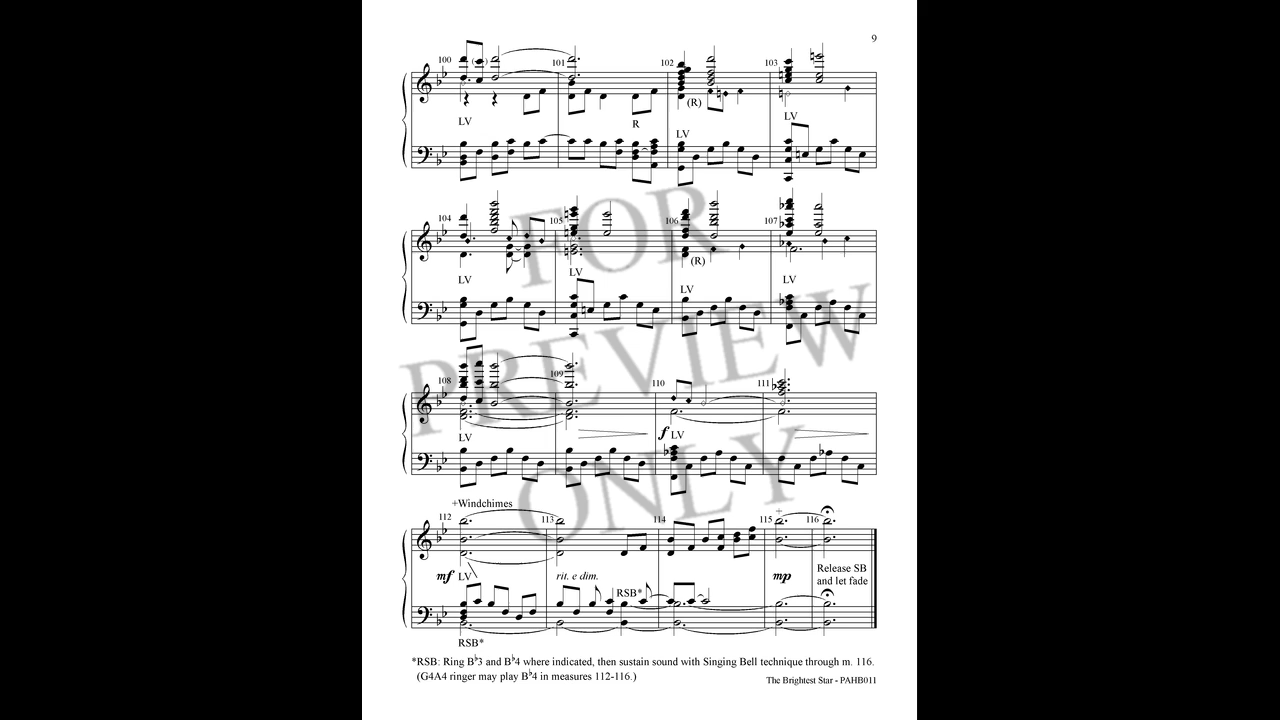 9
100 101 102 103
(R)
LV R LV LV
104 105 106 107
(R)
LV LV LV LV
FOR
PREVIEW
ONLY
108 109 110 111
LV f LV
+Windchimes
112 113 114 115 116
+
mf LV rit. e dim. mp Release SB
and let fade
RSB*
RSB*
*RSB: Ring B♭3 and B♭4 where indicated, then sustain sound with Singing Bell technique through m. 116.
(G4A4 ringer may play B♭4 in measures 112-116.)
The Brightest Star - PAHB011